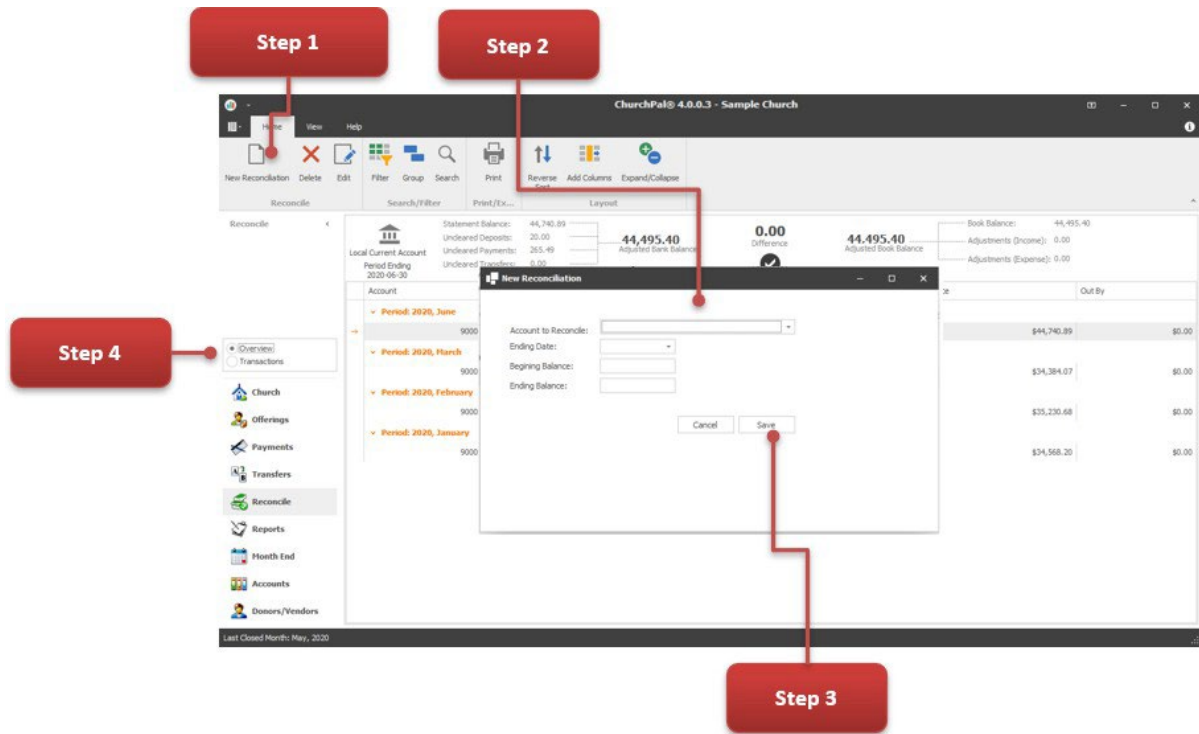 Step 1
Step 2
ChurchPal® 4.0.0.3 - Sample Church
Home View Help
New Reconciliation Delete Edit Filter Group Search Print Reverse Sort Add Columns Expand/Collapse
Reconcile Search/Filter Print/Ex... Layout
Reconcile
Local Current Account
Period Ending
2020-06-30
Statement Balance: 44,740.89
Uncleared Deposits: 20.00
Uncleared Payments: 265.49
Uncleared Transfers: 0.00
44,495.40
Adjusted Bank Balance
0.00
Difference
44,495.40
Adjusted Book Balance
Book Balance: 44,495.40
Adjustments (Income): 0.00
Adjustments (Expense): 0.00
Account Out By
Period: 2020, June
9000 $44,740.89 $0.00
Period: 2020, March
9000 $34,384.07 $0.00
Period: 2020, February
9000 $35,230.68 $0.00
Period: 2020, January
9000 $34,568.20 $0.00
New Reconciliation
Account to Reconcile:
Ending Date:
Begining Balance:
Ending Balance:
Cancel Save
Step 4
Overview
Transactions
Church
Offerings
Payments
Transfers
Reconcile
Reports
Month End
Accounts
Donors/Vendors
Last Closed Month: May, 2020
Step 3